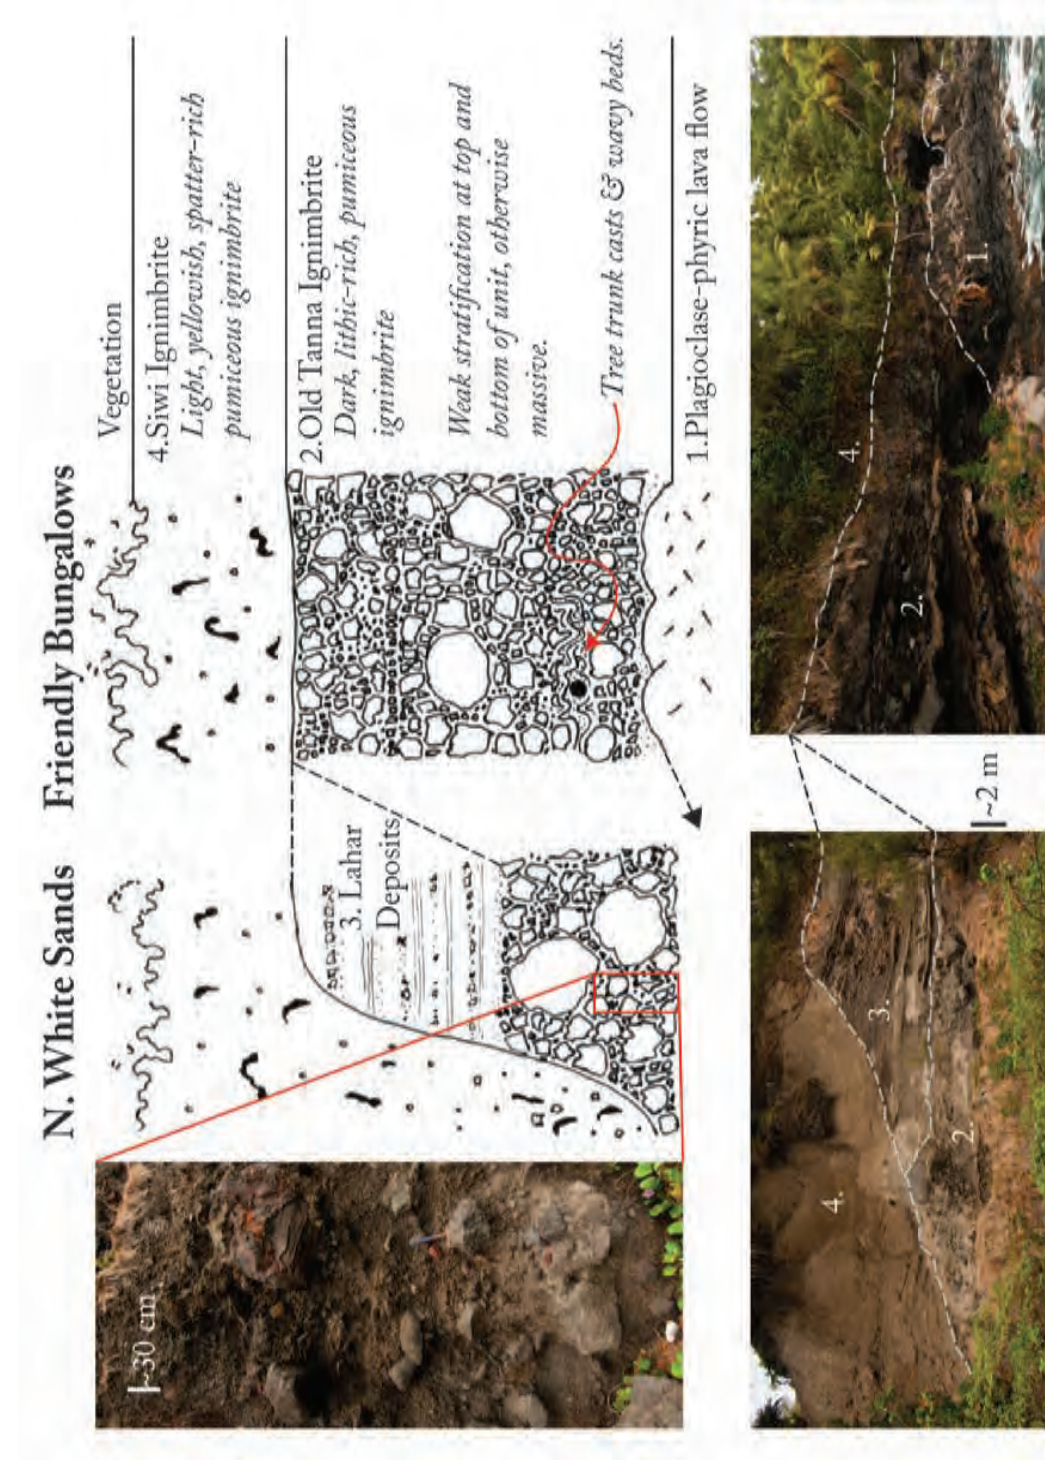 N. White Sands
Friendly Bungalows
Vegetation
4.Siwi Ignimbrite
Light, yellowish, spatter-rich
pumiceous ignimbrite
2.Old Tanna Ignimbrite
Dark, lithic-rich, pumiceous
ignimbrite
Weak stratification at top and
bottom of unit, otherwise
massive.
Tree trunk casts & wavy beds.
1.Plagioclase-phyric lava flow
3. Lahar
Deposits
~30 cm
4.
3.
2.
~2 m
4.
2.
1.